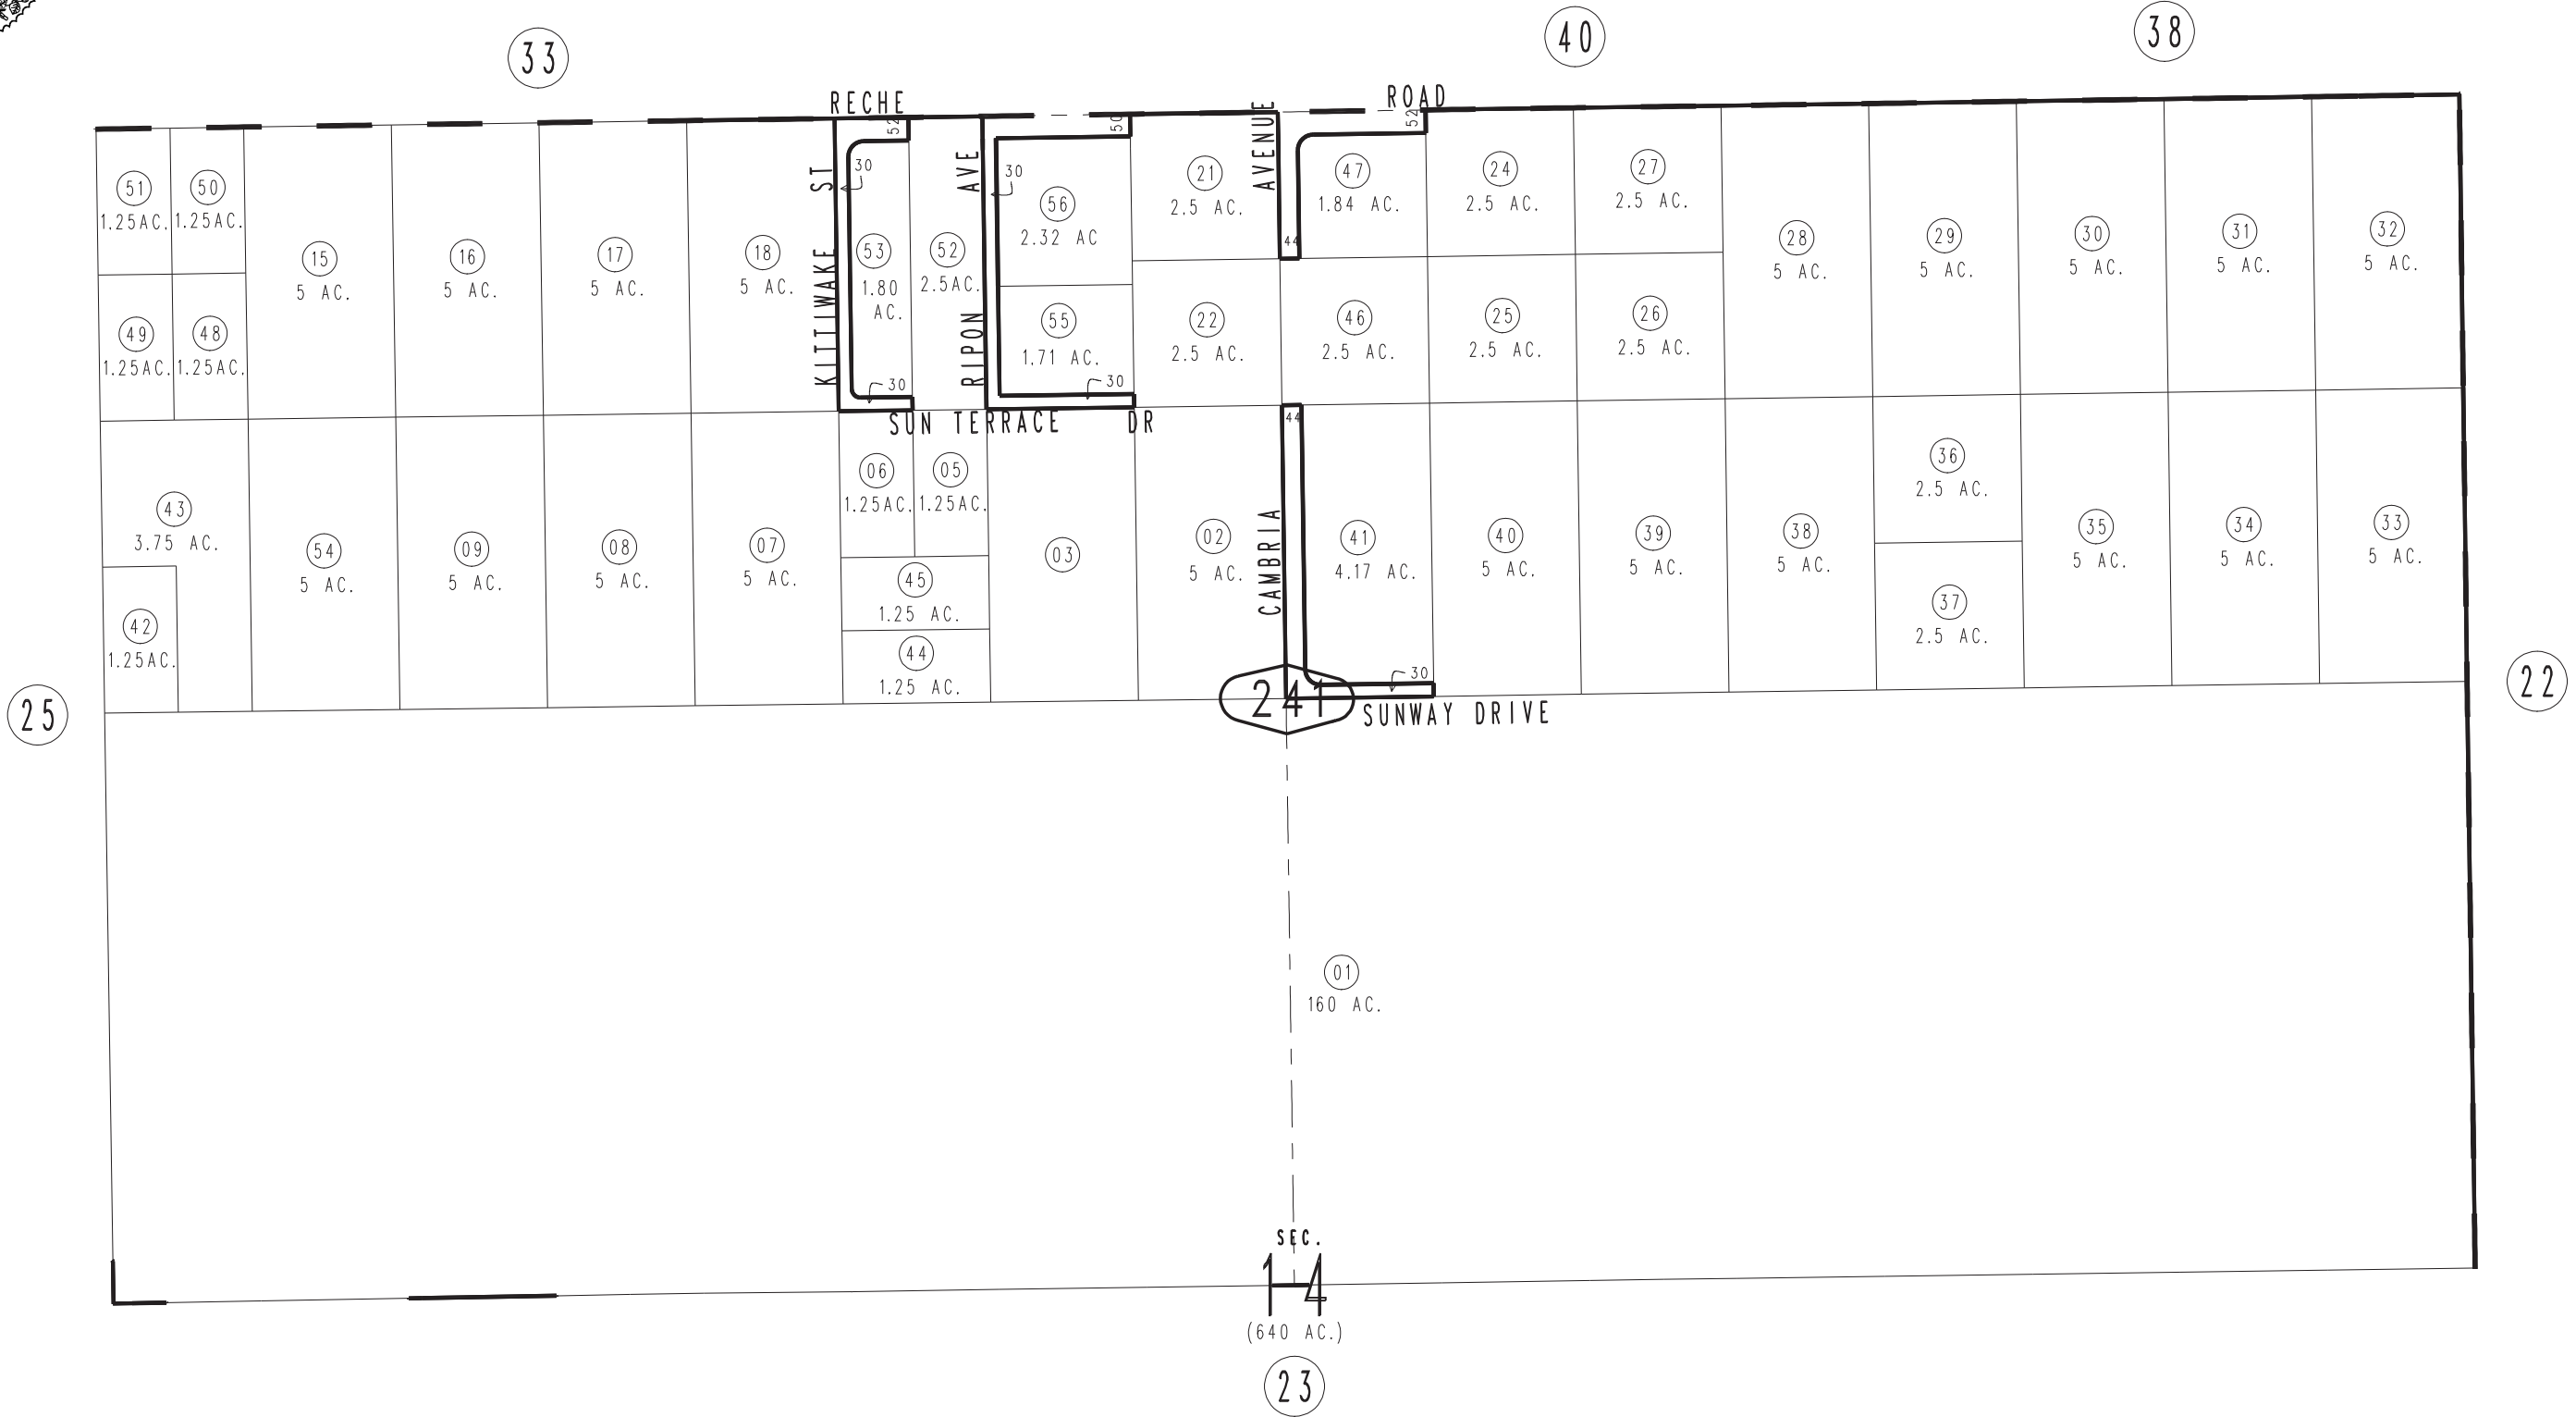 33
40
38
RECHE
ROAD
52
50
52
51
1.25AC.
50
1.25AC.
15
5 AC.
16
5 AC.
17
5 AC.
18
5 AC.
KITTIWAKE ST
30
53
1.80
AC.
30
52
2.5AC.
RIPON AVE
30
56
2.32 AC
55
1.71 AC.
30
21
2.5 AC.
22
2.5 AC.
CAMBRIA AVENUE
44
47
1.84 AC.
46
2.5 AC.
24
2.5 AC.
25
2.5 AC.
27
2.5 AC.
26
2.5 AC.
28
5 AC.
29
5 AC.
30
5 AC.
31
5 AC.
32
5 AC.
49
1.25AC.
48
1.25AC.
SUN TERRACE DR
43
3.75 AC.
42
1.25AC.
54
5 AC.
09
5 AC.
08
5 AC.
07
5 AC.
06
1.25AC.
05
1.25AC.
45
1.25 AC.
44
1.25 AC.
03
02
5 AC.
44
41
4.17 AC.
30
40
5 AC.
39
5 AC.
38
5 AC.
36
2.5 AC.
37
2.5 AC.
35
5 AC.
34
5 AC.
33
5 AC.
25
241
SUNWAY DRIVE
22
01
160 AC.
SEC.
14
(640 AC.)
23